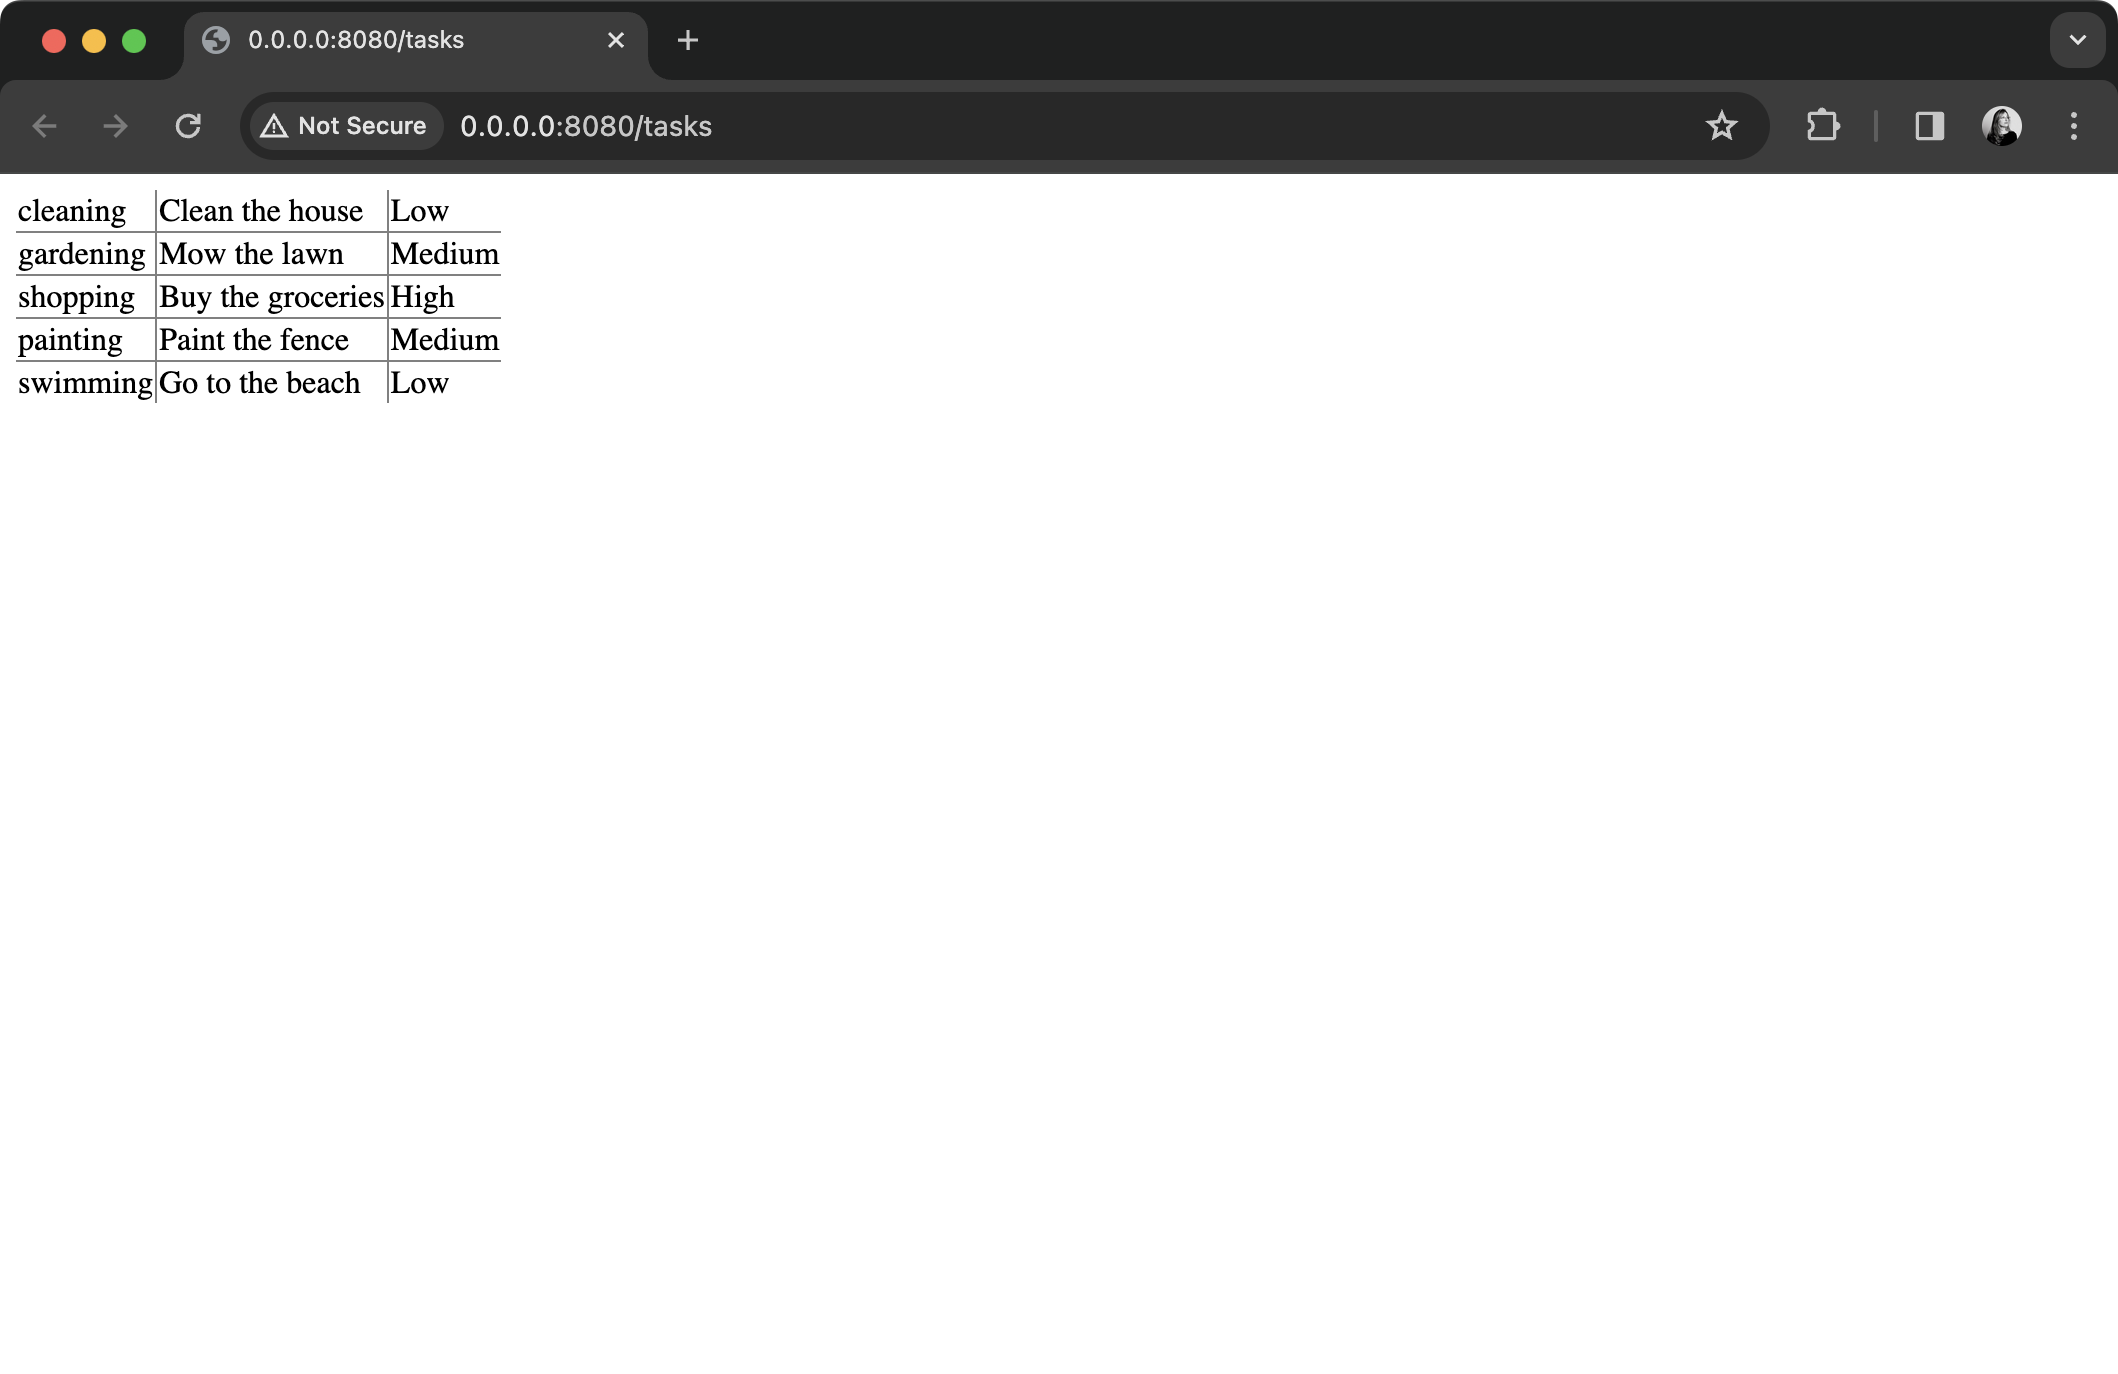 0.0.0.0:8080/tasks
Not Secure 0.0.0.0:8080/tasks
cleaning Clean the house Low
gardening Mow the lawn Medium
shopping Buy the groceries High
painting Paint the fence Medium
swimming Go to the beach Low